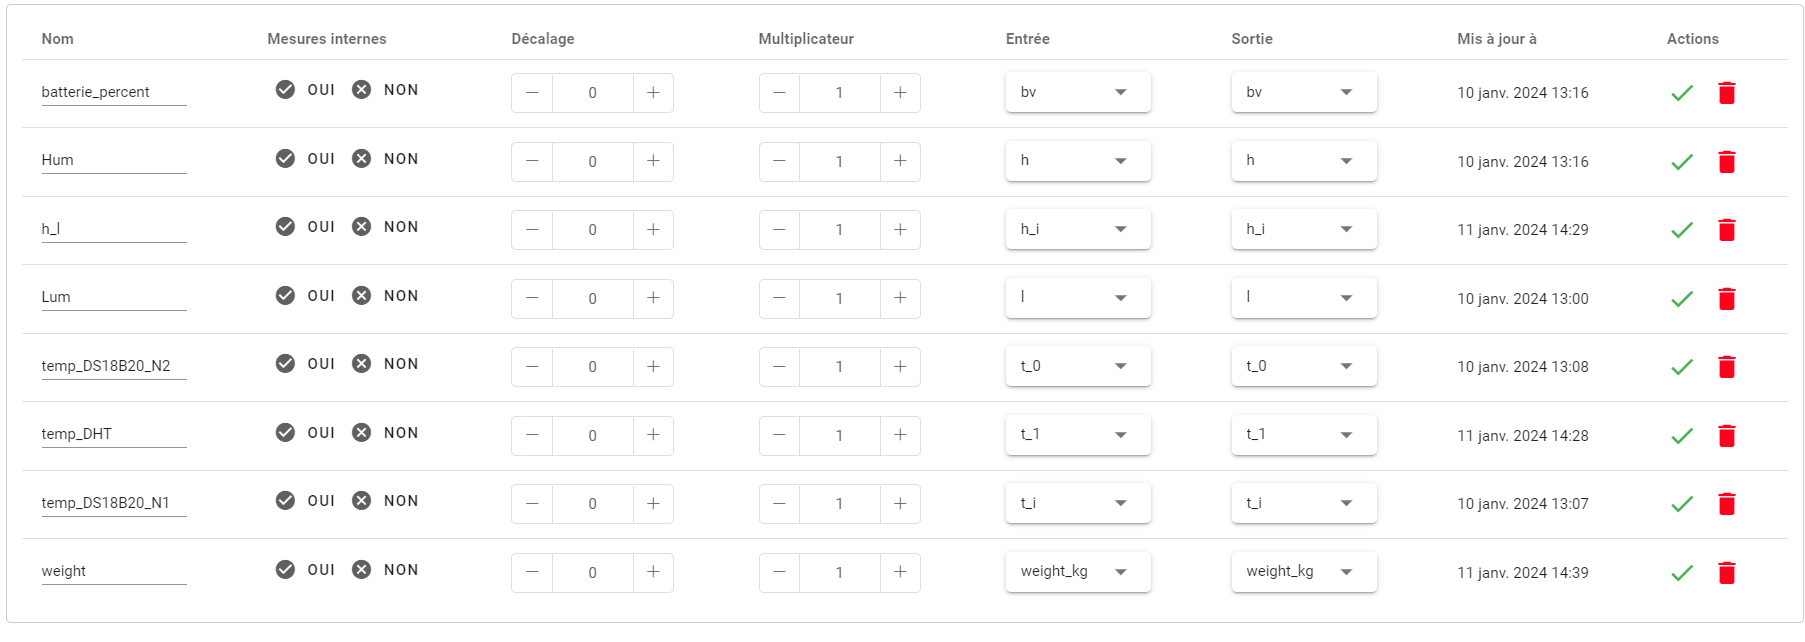 Nom Mesures internes Décalage Multiplicateur Entrée Sortie Mis à jour à Actions
batterie_percent OUI NON — 0 + — 1 + bv bv 10 janv. 2024 13:16
Hum OUI NON — 0 + — 1 + h h 10 janv. 2024 13:16
h_l OUI NON — 0 + — 1 + h_i h_i 11 janv. 2024 14:29
Lum OUI NON — 0 + — 1 + l l 10 janv. 2024 13:00
temp_DS18B20_N2 OUI NON — 0 + — 1 + t_0 t_0 10 janv. 2024 13:08
temp_DHT OUI NON — 0 + — 1 + t_1 t_1 11 janv. 2024 14:28
temp_DS18B20_N1 OUI NON — 0 + — 1 + t_i t_i 10 janv. 2024 13:07
weight OUI NON — 0 + — 1 + weight_kg weight_kg 11 janv. 2024 14:39